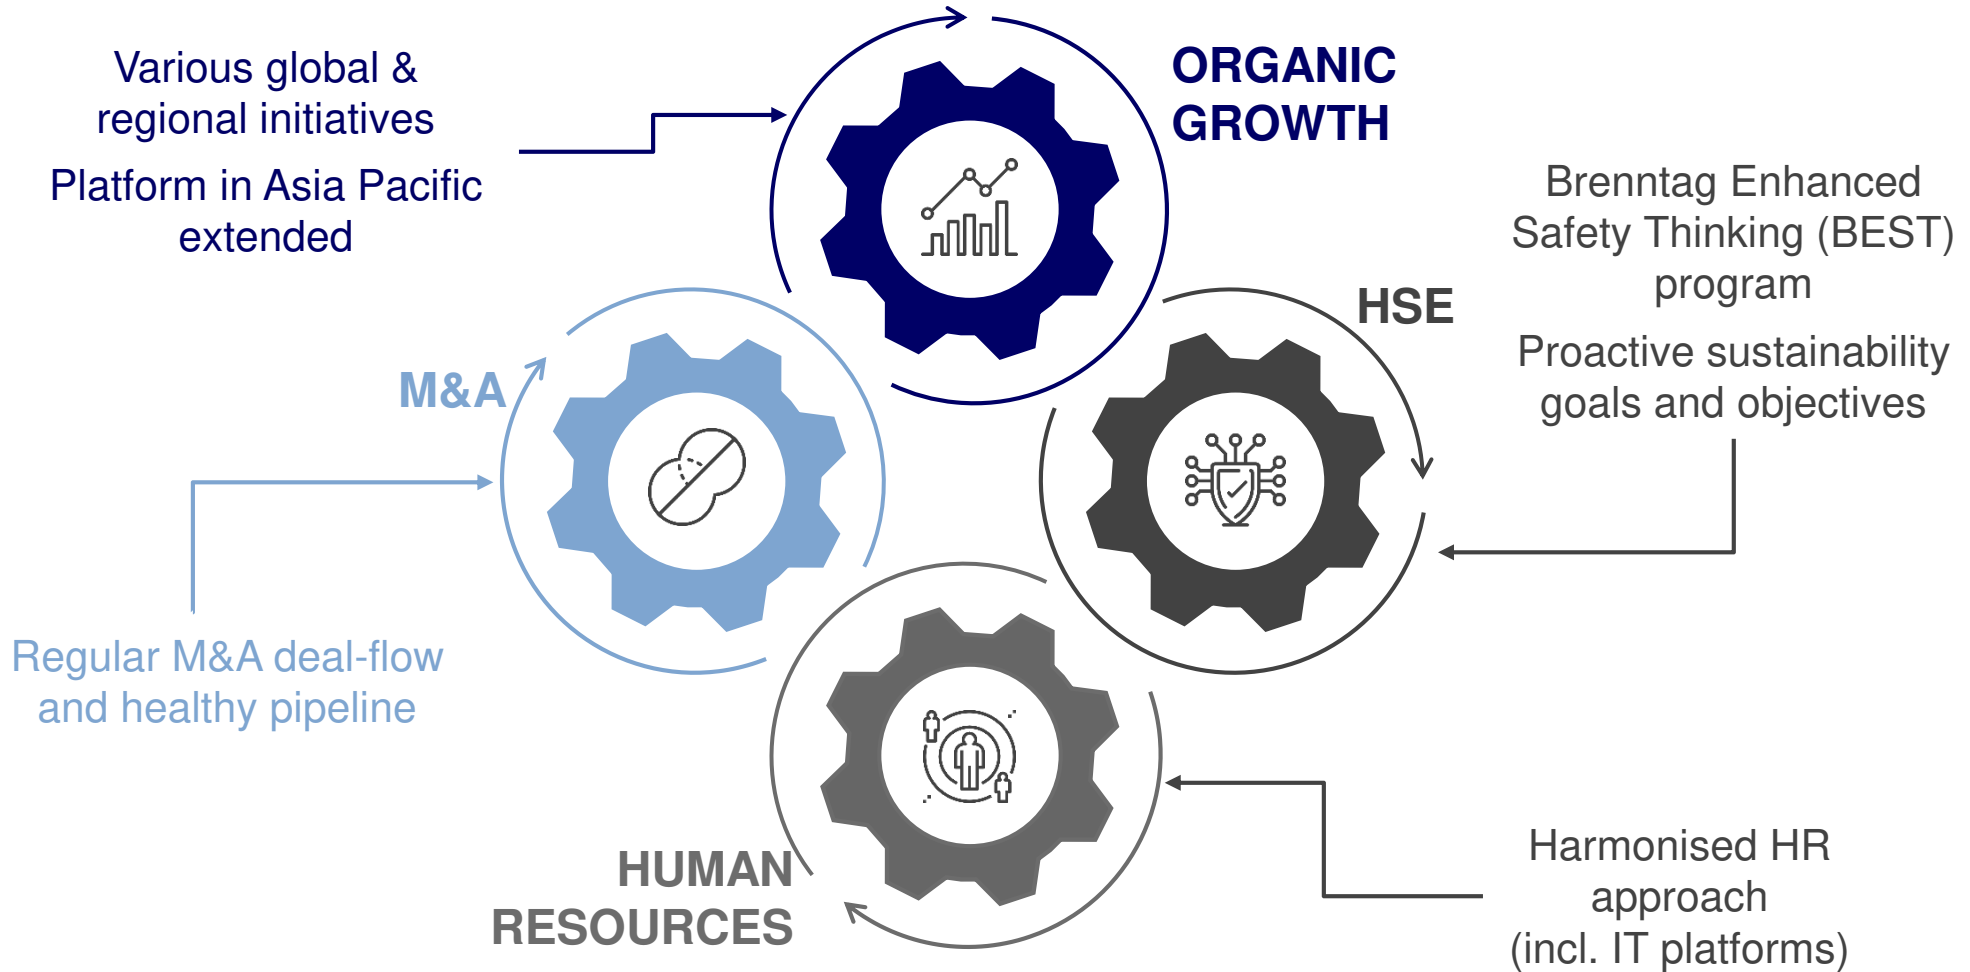 Various global &
regional initiatives
Platform in Asia Pacific
extended
ORGANIC
GROWTH
Brenntag Enhanced
Safety Thinking (BEST)
program
Proactive sustainability
goals and objectives
HSE
M&A
Regular M&A deal-flow
and healthy pipeline
HUMAN
RESOURCES
Harmonised HR
approach
(incl. IT platforms)